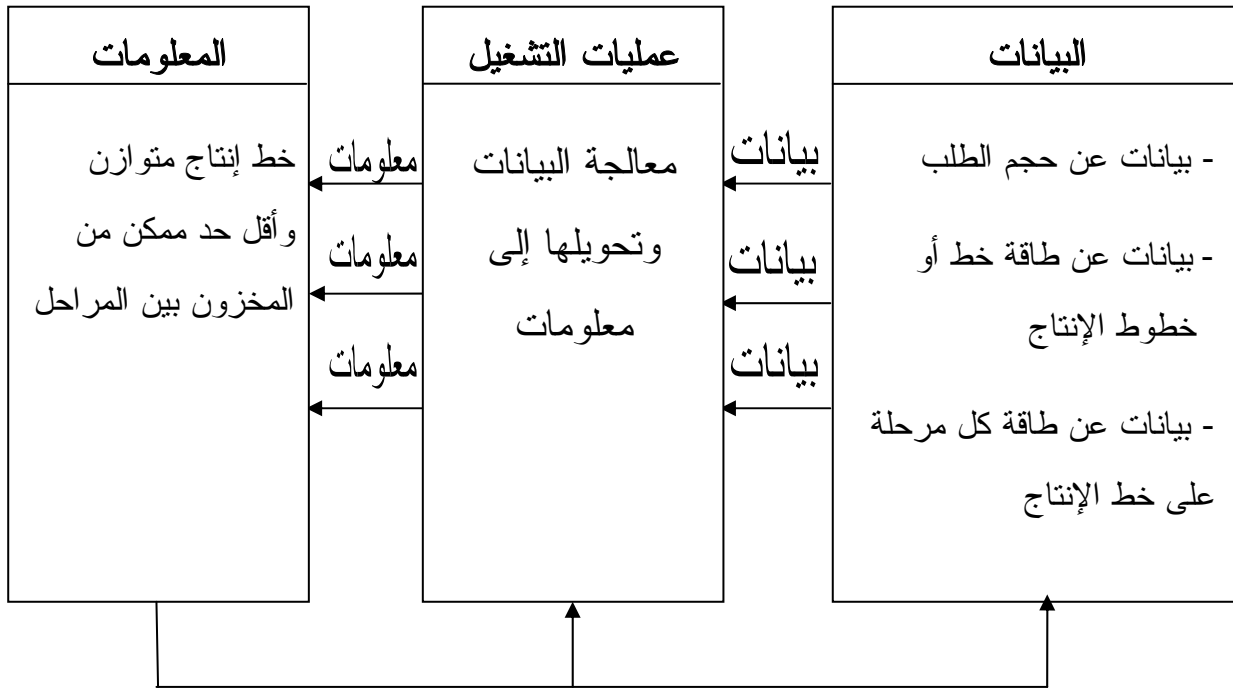 البيانات
- بيانات عن حجم الطلب
- بيانات عن طاقة خط أو
خطوط الإنتاج
- بيانات عن طاقة كل مرحلة
على خط الإنتاج
بيانات
بيانات
بيانات
عمليات التشغيل
معالجة البيانات
وتحويلها إلى
معلومات
معلومات
معلومات
معلومات
المعلومات
خط إنتاج متوازن
وأقل حد ممكن من
المخزون بين المراحل